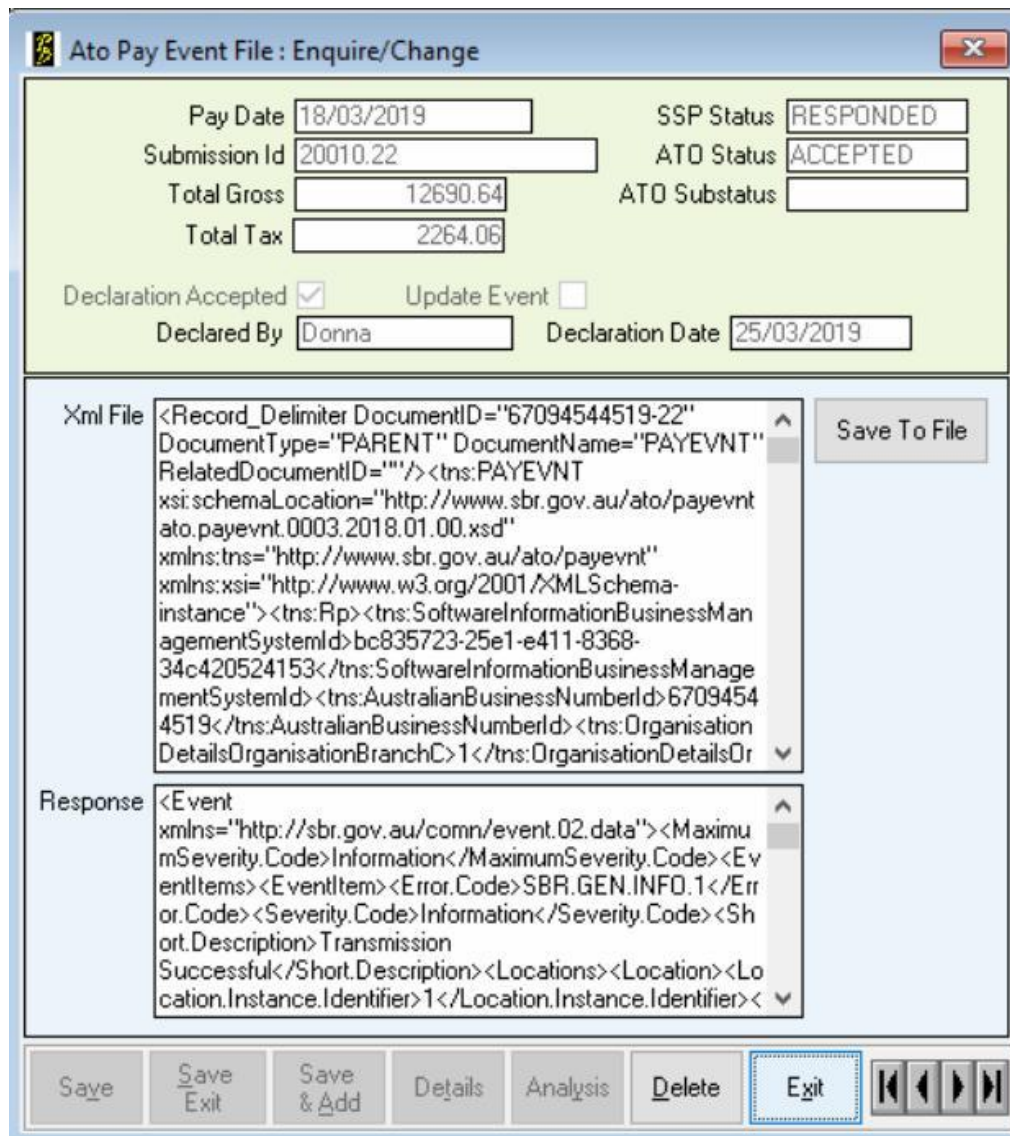 Ato Pay Event File : Enquire/Change
Pay Date 18/03/2019 SSP Status RESPONDED
Submission Id 20010.22 ATO Status ACCEPTED
Total Gross 12690.64 ATO Substatus
Total Tax 2264.06
Declaration Accepted Update Event
Declared By Donna Declaration Date 25/03/2019
Xml File <Record_Delimiter DocumentID="67094544519-22" Save To File
DocumentType="PARENT" DocumentName="PAYEVNT"
RelatedDocumentID=""/><tns:PAYEVNT
xsi:schemaLocation="http://www.sbr.gov.au/ato/payevnt
ato.payevnt.0003.2018.01.00.xsd"
xmlns:tns="http://www.sbr.gov.au/ato/payevnt"
xmlns:xsi="http://www.w3.org/2001/XMLSchema-
instance"><tns:Rp><tns:SoftwareInformationBusinessMan
agementSystemId>bc835723-25e1-e411-8368-
34c420524153</tns:SoftwareInformationBusinessManage
mentSystemId><tns:AustralianBusinessNumberId>6709454
4519</tns:AustralianBusinessNumberId><tns:Organisation
DetailsOrganisationBranchC>1</tns:OrganisationDetailsOr
Response <Event
xmlns="http://sbr.gov.au/comn/event.02.data"><Maximu
mSeverity.Code>Information</MaximumSeverity.Code><Ev
entItems><EventItem><Error.Code>SBR.GEN.INFO.1</Err
or.Code><Severity.Code>Information</Severity.Code><Sh
ort.Description>Transmission
Successful</Short.Description><Locations><Location><Lo
cation.Instance.Identifier>1</Location.Instance.Identifier><
Save Save Exit Save & Add Details Analysis Delete Exit